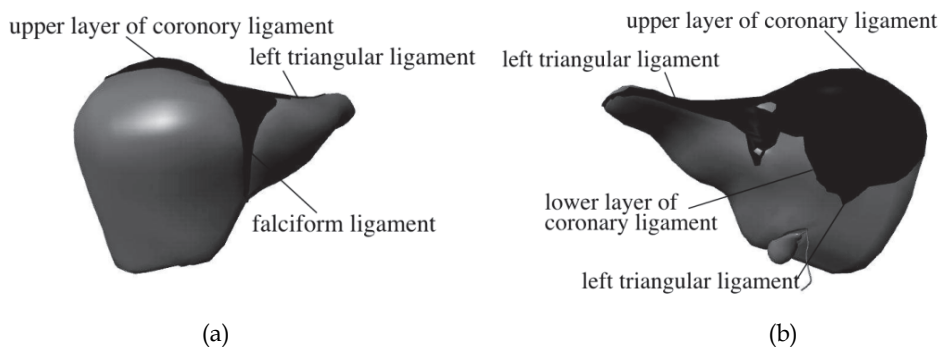 upper layer of coronory ligament
left triangular ligament
falciform ligament
(a)
upper layer of coronary ligament
left triangular ligament
lower layer of
coronary ligament
left triangular ligament
(b)